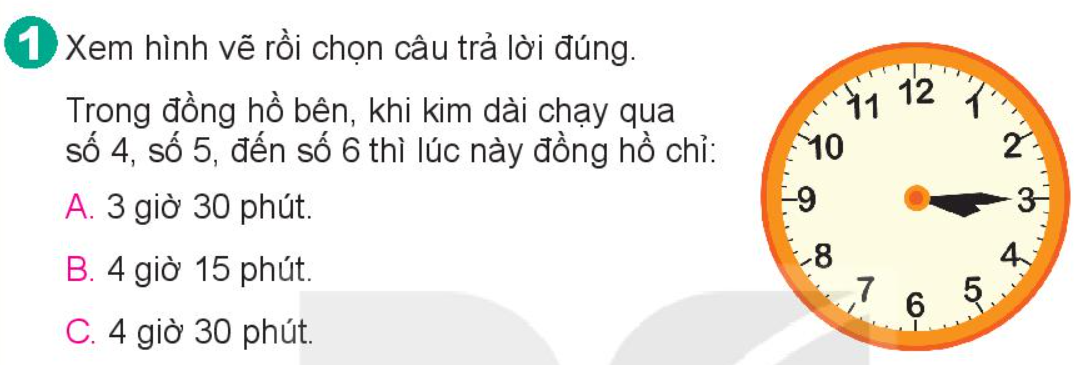 1 Xem hình vẽ rồi chọn câu trả lời đúng.
Trong đồng hồ bên, khi kim dài chạy qua
số 4, số 5, đến số 6 thì lúc này đồng hồ chỉ:
A. 3 giờ 30 phút.
B. 4 giờ 15 phút.
C. 4 giờ 30 phút.
12
1
2
3
4
5
6
7
8
9
10
11